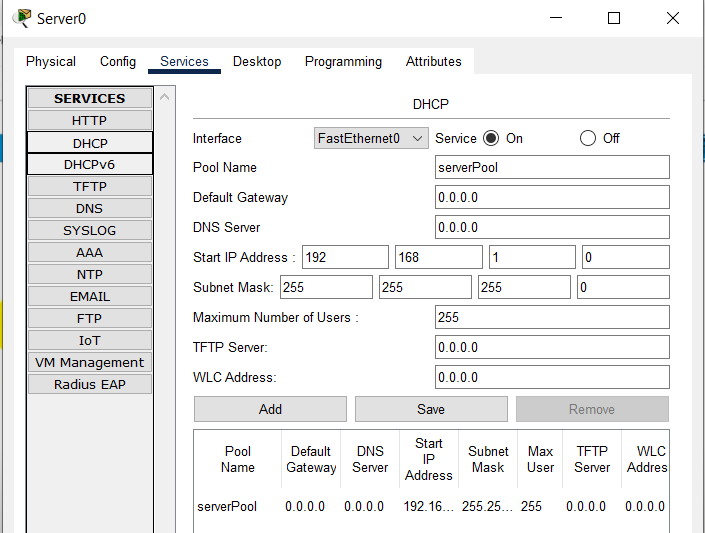 Server0
Physical Config Services Desktop Programming Attributes
SERVICES
HTTP
DHCP
DHCPv6
TFTP
DNS
SYSLOG
AAA
NTP
EMAIL
FTP
IoT
VM Management
Radius EAP
DHCP
Interface FastEthernet0 Service On Off
Pool Name serverPool
Default Gateway 0.0.0.0
DNS Server 0.0.0.0
Start IP Address : 192 168 1 0
Subnet Mask: 255 255 255 0
Maximum Number of Users : 255
TFTP Server: 0.0.0.0
WLC Address: 0.0.0.0
Add Save Remove
Pool Name Default Gateway DNS Server Start IP Address Subnet Mask Max User TFTP Server WLC Addres
serverPool 0.0.0.0 0.0.0.0 192.16... 255.25... 255 0.0.0.0 0.0.0.0